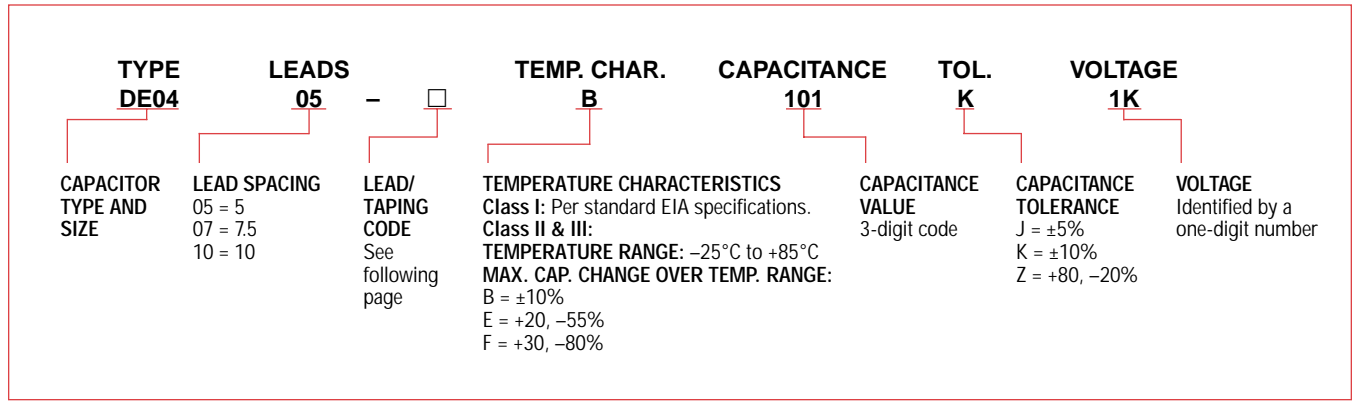 TYPE LEADS TEMP. CHAR. CAPACITANCE TOL. VOLTAGE
DE04 05 – □ B 101 K 1K
CAPACITOR
TYPE AND
SIZE
LEAD SPACING
05 = 5
07 = 7.5
10 = 10
LEAD/
TAPING
CODE
See
following
page
TEMPERATURE CHARACTERISTICS
Class I: Per standard EIA specifications.
Class II & III:
TEMPERATURE RANGE: –25°C to +85°C
MAX. CAP. CHANGE OVER TEMP. RANGE:
B = ±10%
E = +20, –55%
F = +30, –80%
CAPACITANCE
VALUE
3-digit code
CAPACITANCE
TOLERANCE
J = ±5%
K = ±10%
Z = +80, –20%
VOLTAGE
Identified by a
one-digit number